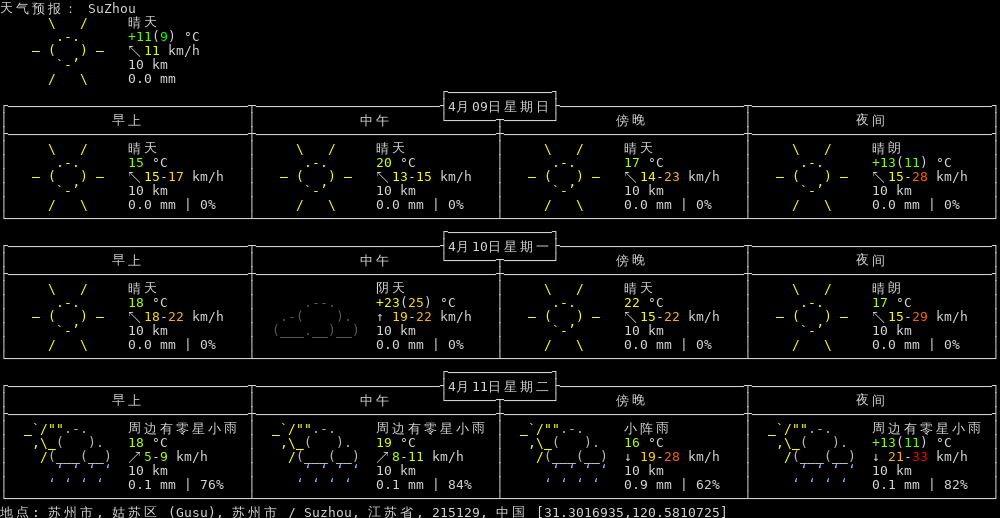 天气预报: SuZhou
晴天
+11(9) °C
↖ 11 km/h
10 km
0.0 mm
4月09日星期日
早上 中午 傍晚 夜间
晴天 晴天 晴天 晴朗
15 °C 20 °C 17 °C +13(11) °C
↖ 15-17 km/h ↖ 13-15 km/h ↖ 14-23 km/h ↖ 15-28 km/h
10 km 10 km 10 km 10 km
0.0 mm | 0% 0.0 mm | 0% 0.0 mm | 0% 0.0 mm | 0%
4月10日星期一
早上 中午 傍晚 夜间
晴天 阴天 晴天 晴朗
18 °C +23(25) °C 22 °C 17 °C
↖ 18-22 km/h ↑ 19-22 km/h ↖ 15-22 km/h ↖ 15-29 km/h
10 km 10 km 10 km 10 km
0.0 mm | 0% 0.0 mm | 0% 0.0 mm | 0% 0.0 mm | 0%
4月11日星期二
早上 中午 傍晚 夜间
周边有零星小雨 周边有零星小雨 小阵雨 周边有零星小雨
18 °C 19 °C 16 °C +13(11) °C
↗ 5-9 km/h ↗ 8-11 km/h ↓ 19-28 km/h ↓ 21-33 km/h
10 km 10 km 10 km 10 km
0.1 mm | 76% 0.1 mm | 84% 0.9 mm | 62% 0.1 mm | 82%
地点: 苏州市, 姑苏区 (Gusu), 苏州市 / Suzhou, 江苏省, 215129, 中国 [31.3016935,120.5810725]